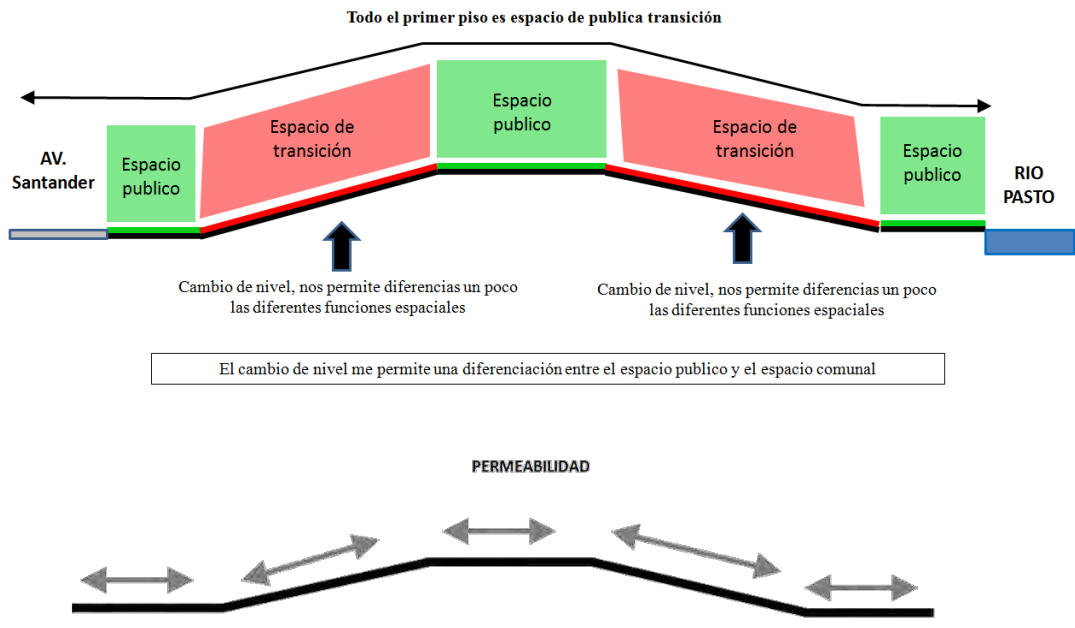 Todo el primer piso es espacio de publica transición
Espacio
publico
Espacio de
transición
Espacio de
transición
AV.
Santander
Espacio
publico
Espacio
publico
RIO
PASTO
Cambio de nivel, nos permite diferencias un poco
las diferentes funciones espaciales
Cambio de nivel, nos permite diferencias un poco
las diferentes funciones espaciales
El cambio de nivel me permite una diferenciación entre el espacio publico y el espacio comunal
PERMEABILIDAD